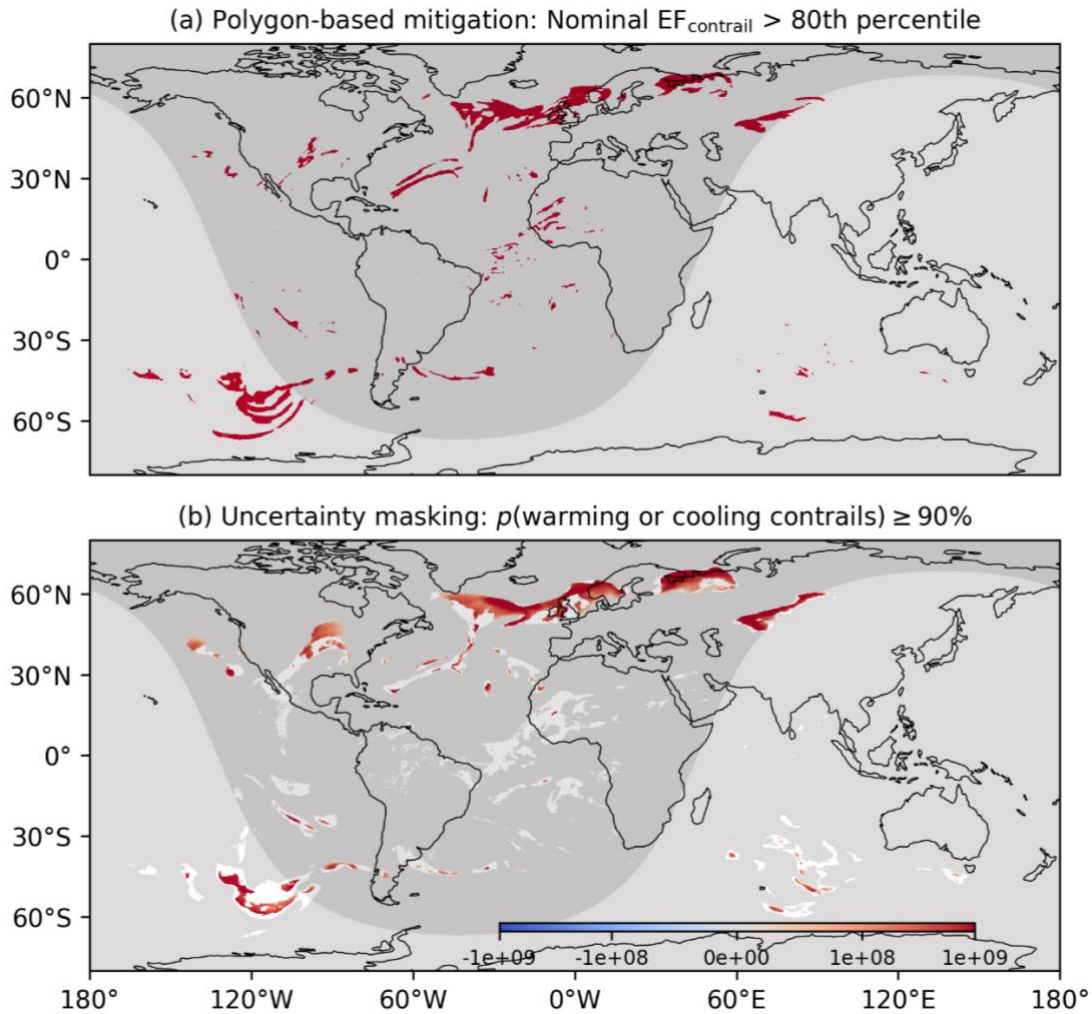 (a) Polygon-based mitigation: Nominal EFcontrail > 80th percentile
60°N
30°N
0°
30°S
60°S
(b) Uncertainty masking: p(warming or cooling contrails) ≥ 90%
60°N
30°N
0°
30°S
60°S
-1e+09 -1e+08 0e+00 1e+08 1e+09
180° 120°W 60°W 0°W 60°E 120°E 180°